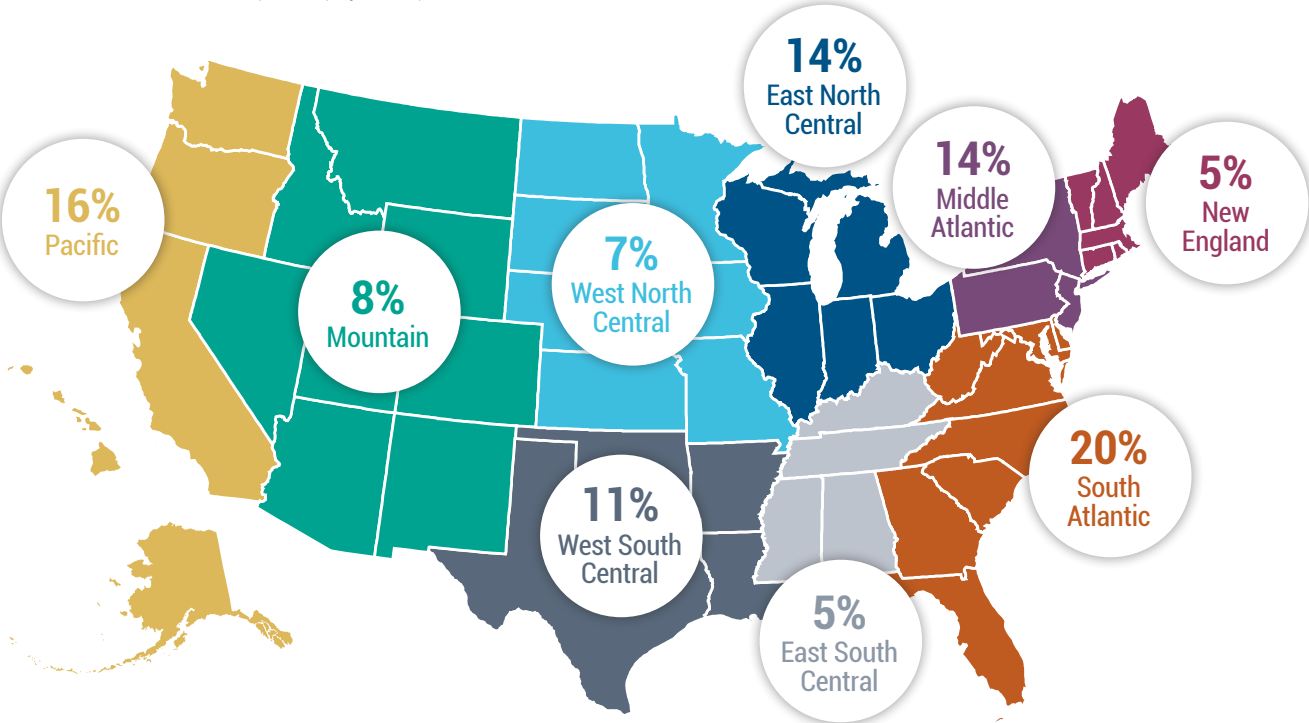 14%
East North
Central
14%
Middle
Atlantic
5%
New
England
16%
Pacific
8%
Mountain
7%
West North
Central
20%
South
Atlantic
11%
West South
Central
5%
East South
Central